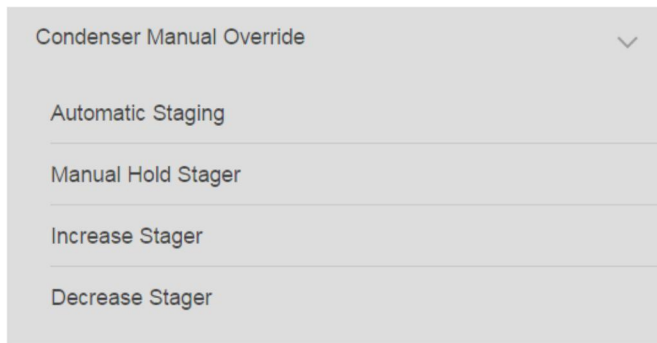 Condenser Manual Override
Automatic Staging
Manual Hold Stager
Increase Stager
Decrease Stager